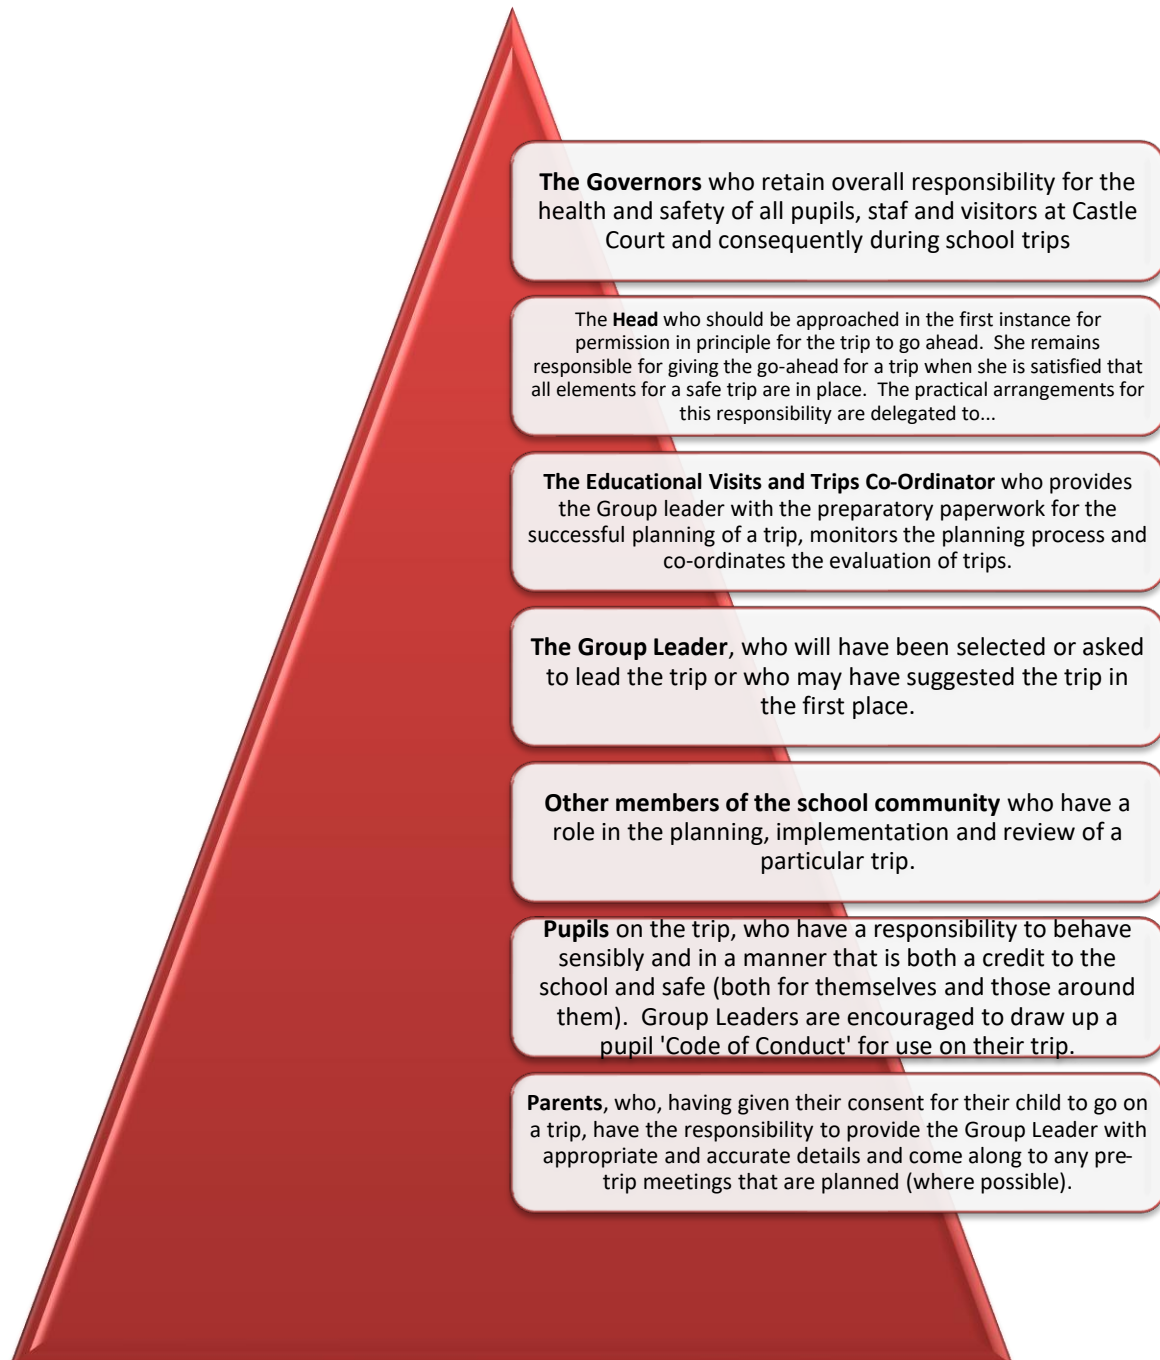 The Governors who retain overall responsibility for the
health and safety of all pupils, staf and visitors at Castle
Court and consequently during school trips
The Head who should be approached in the first instance for
permission in principle for the trip to go ahead.  She remains
responsible for giving the go-ahead for a trip when she is satisfied that
all elements for a safe trip are in place.  The practical arrangements for
this responsibility are delegated to...
The Educational Visits and Trips Co-Ordinator who provides
the Group leader with the preparatory paperwork for the
successful planning of a trip, monitors the planning process and
co-ordinates the evaluation of trips.
The Group Leader, who will have been selected or asked
to lead the trip or who may have suggested the trip in
the first place.
Other members of the school community who have a
role in the planning, implementation and review of a
particular trip.
Pupils on the trip, who have a responsibility to behave
sensibly and in a manner that is both a credit to the
school and safe (both for themselves and those around
them).  Group Leaders are encouraged to draw up a
pupil 'Code of Conduct' for use on their trip.
Parents, who, having given their consent for their child to go on
a trip, have the responsibility to provide the Group Leader with
appropriate and accurate details and come along to any pre-
trip meetings that are planned (where possible).